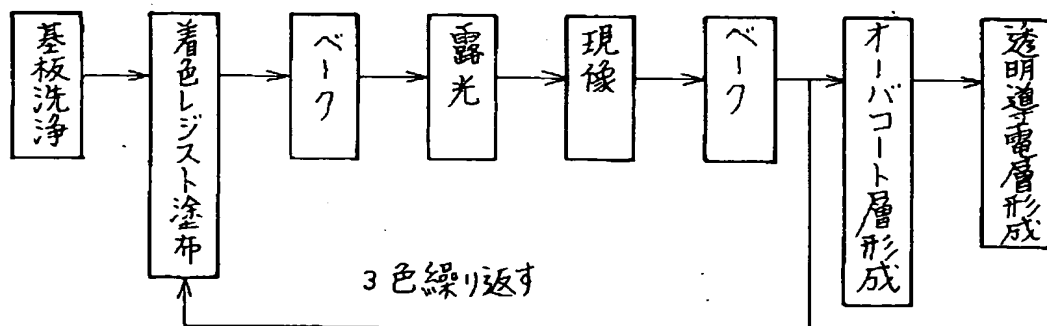 基板洗浄
着色レジスト塗布
ベーク
露光
現像
ベーク
オーバコート層形成
透明導電層形成
3色繰り返す